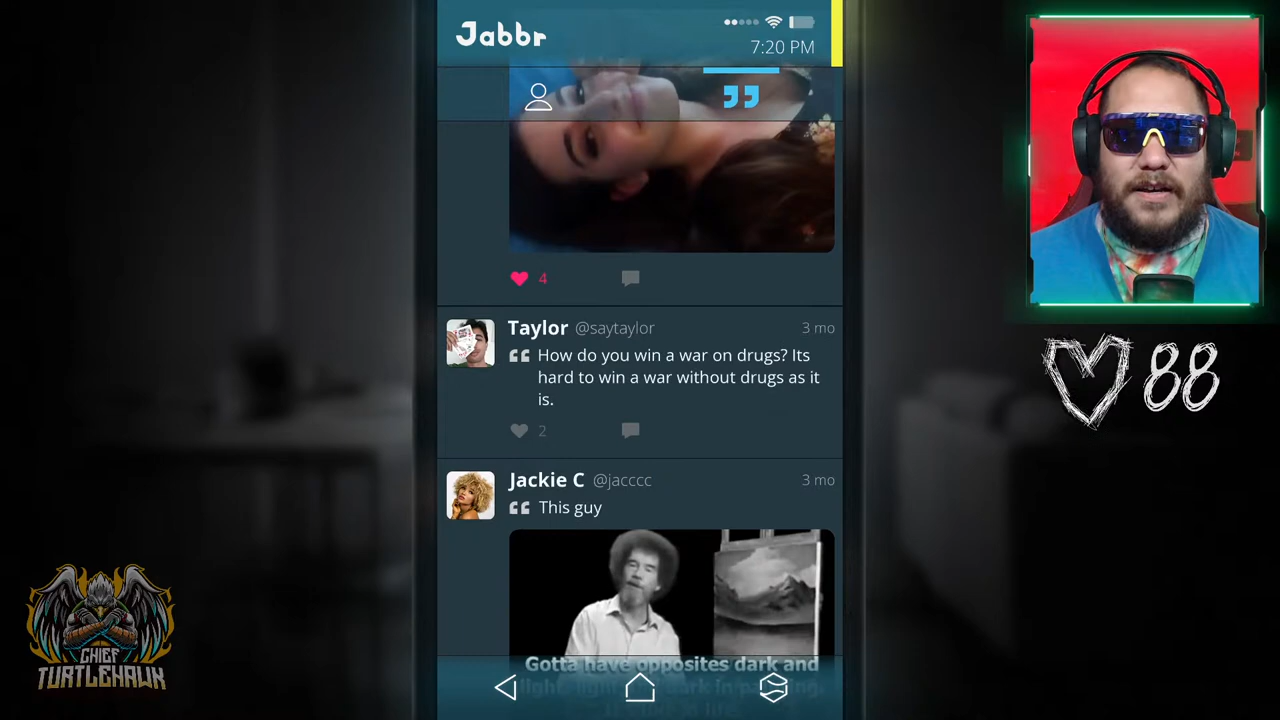 Jabbr
7:20 PM
4
Taylor @saytaylor 3 mo
How do you win a war on drugs? Its
hard to win a war without drugs as it
is.
2
Jackie C @jacccc 3 mo
This guy
Gotta have opposites dark and
88
CHIEF
TURTLEHAWK